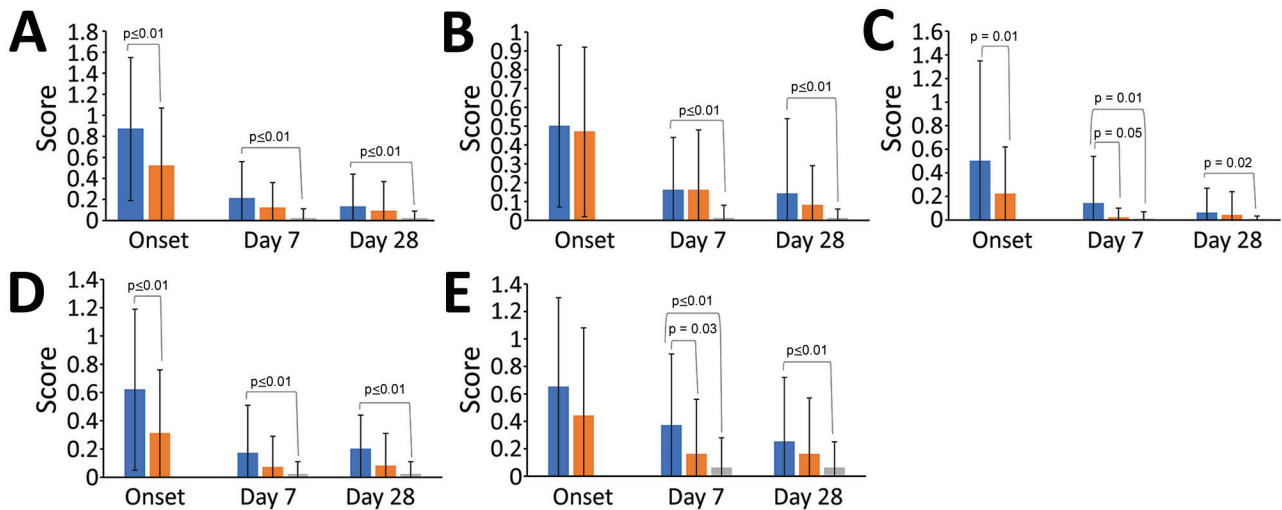 A
Score
1.8
1.6
1.4
1.2
1
0.8
0.6
0.4
0.2
0
p≤0.01
p≤0.01
p≤0.01
Onset Day 7 Day 28
B
Score
1
0.9
0.8
0.7
0.6
0.5
0.4
0.3
0.2
0.1
0
p≤0.01
p≤0.01
Onset Day 7 Day 28
C
Score
1.6
1.4
1.2
1
0.8
0.6
0.4
0.2
0
p = 0.01
p = 0.01
p = 0.05
p = 0.02
Onset Day 7 Day 28
D
Score
1.4
1.2
1
0.8
0.6
0.4
0.2
0
p≤0.01
p≤0.01
p≤0.01
Onset Day 7 Day 28
E
Score
1.4
1.2
1
0.8
0.6
0.4
0.2
0
p≤0.01
p = 0.03
p≤0.01
Onset Day 7 Day 28